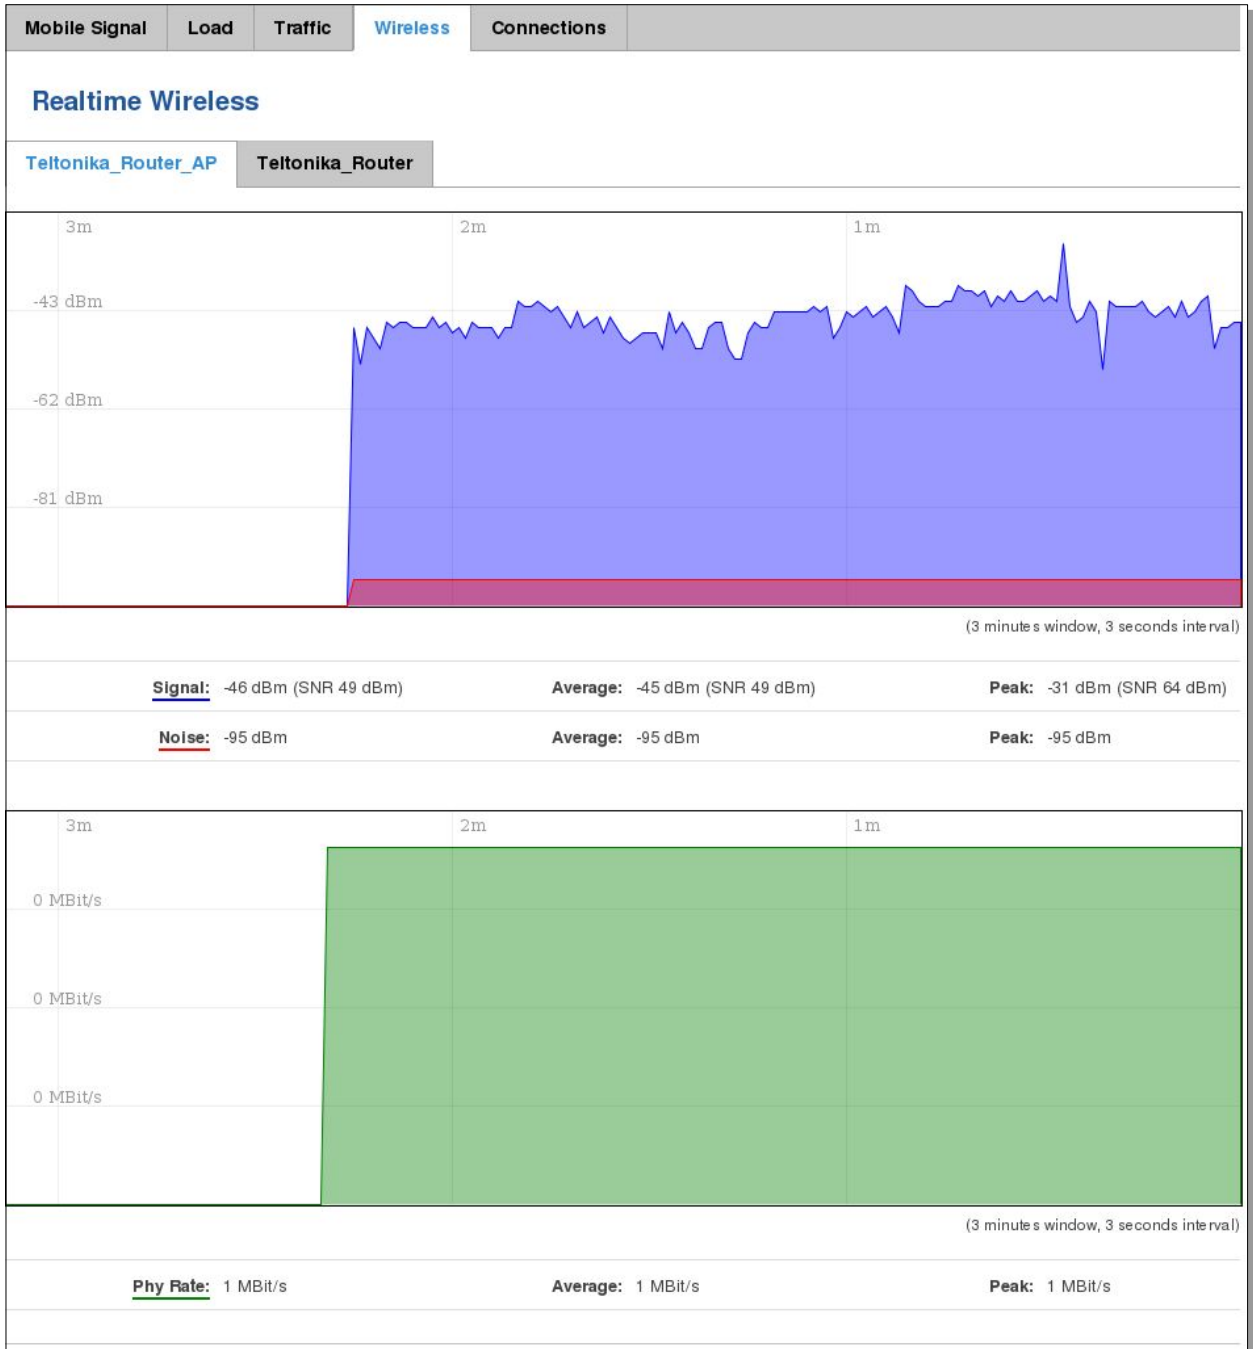 Mobile Signal Load Traffic Wireless Connections
Realtime Wireless
Teltonika_Router_AP Teltonika_Router
3m 2m 1m
-43 dBm
-62 dBm
-81 dBm
(3 minutes window, 3 seconds interval)
Signal: -46 dBm (SNR 49 dBm) Average: -45 dBm (SNR 49 dBm) Peak: -31 dBm (SNR 64 dBm)
Noise: -95 dBm Average: -95 dBm Peak: -95 dBm
3m 2m 1m
0 MBit/s
0 MBit/s
0 MBit/s
(3 minutes window, 3 seconds interval)
Phy Rate: 1 MBit/s Average: 1 MBit/s Peak: 1 MBit/s